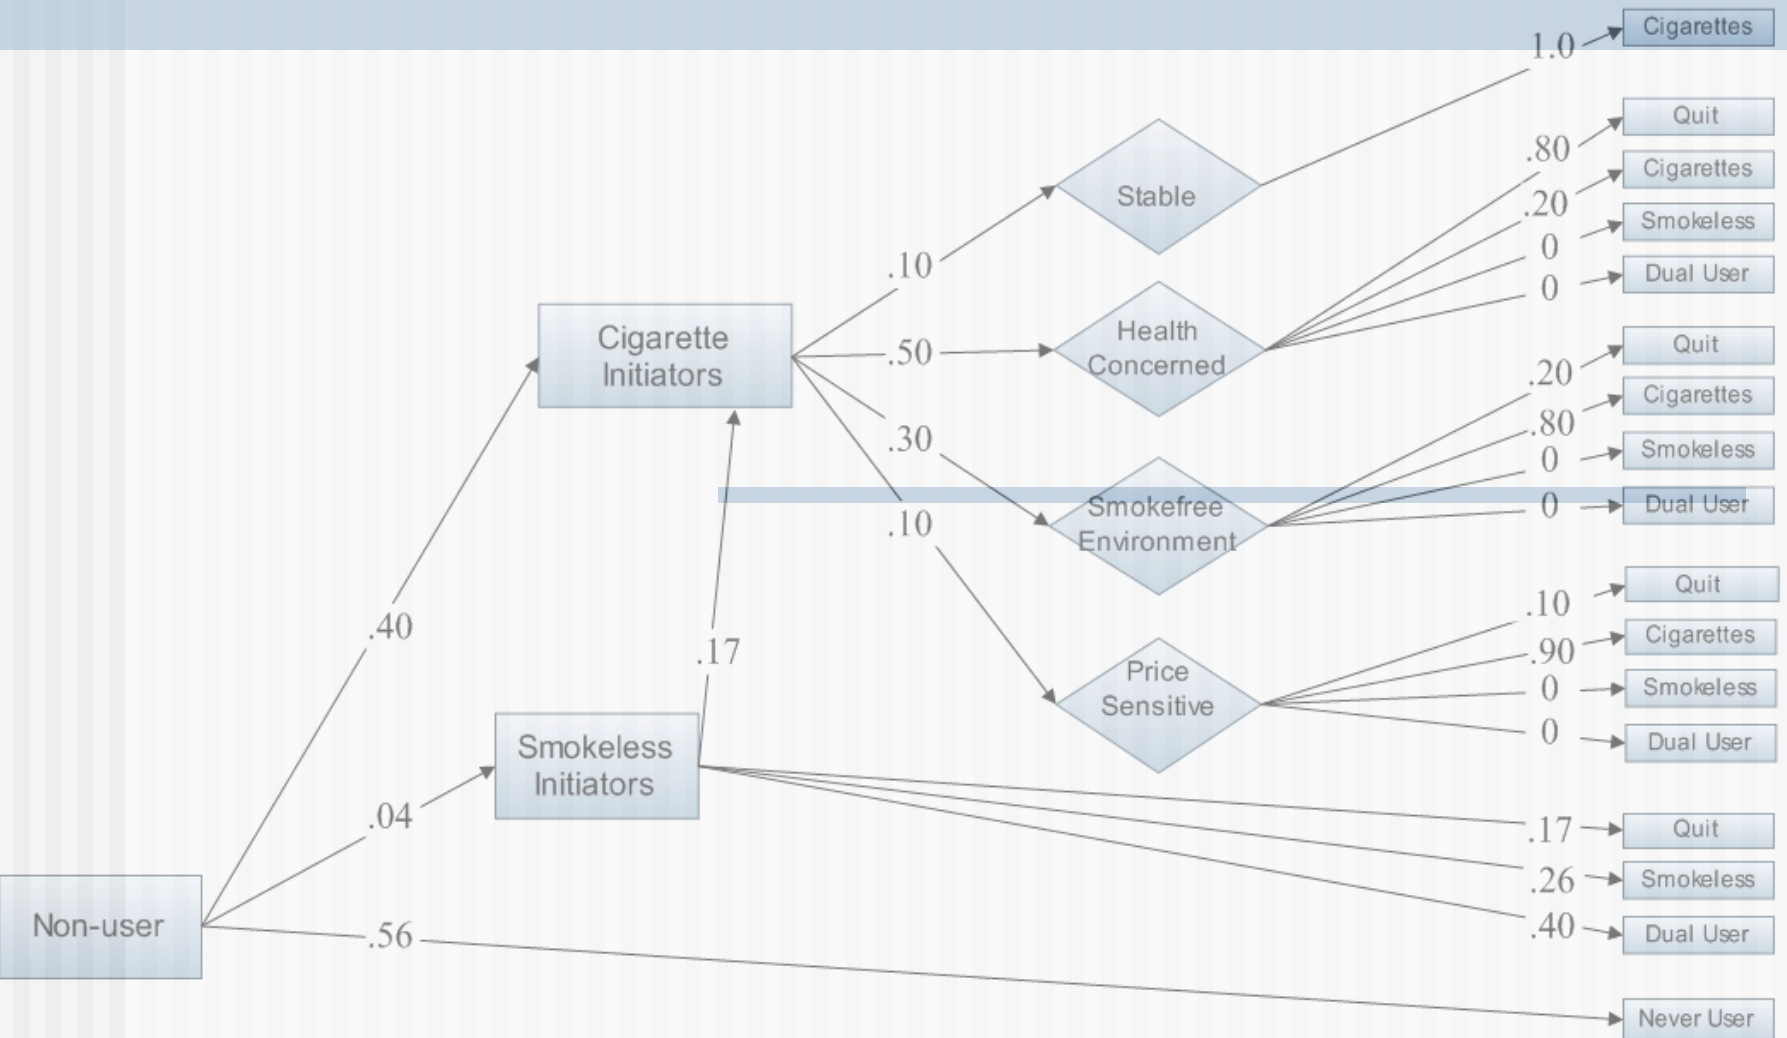 Cigarettes
1.0
Quit
.80
Cigarettes
.20
Stable
Smokeless
0
.10
Dual User
0
Cigarette
Initiators
Health
Concerned
.50
Quit
.20
Cigarettes
.80
.30
Smokeless
0
Smokefree
Environment
Dual User
0
.10
Quit
.10
.40
Cigarettes
.90
.17
Price
Sensitive
Smokeless
0
Dual User
0
Smokeless
Initiators
.04
Quit
.17
Smokeless
.26
Non-user
.56
Dual User
.40
Never User